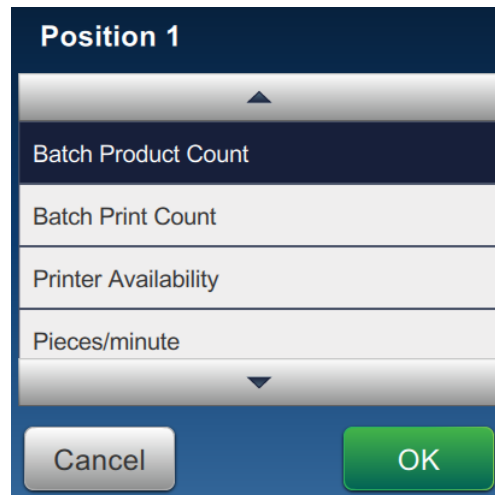 Position 1
Batch Product Count
Batch Print Count
Printer Availability
Pieces/minute
Cancel
OK